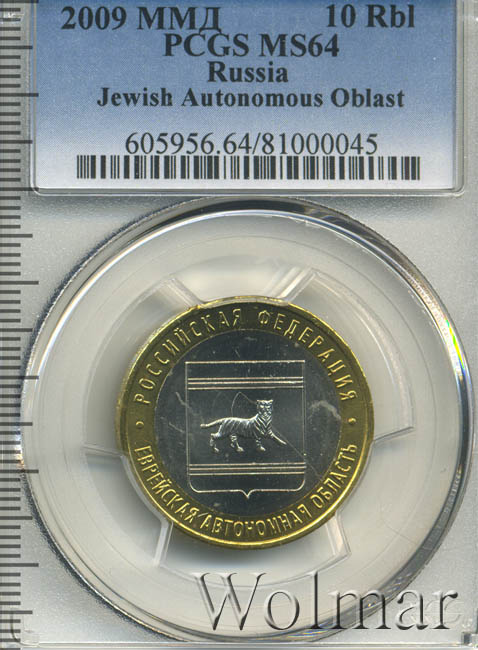 2009 ММД 10 Rbl
PCGS MS64
Russia
Jewish Autonomous Oblast
605956.64/81000045
РОССИЙСКАЯ ФЕДЕРАЦИЯ
ЕВРЕЙСКАЯ АВТОНОМНАЯ ОБЛАСТЬ
Wolmar